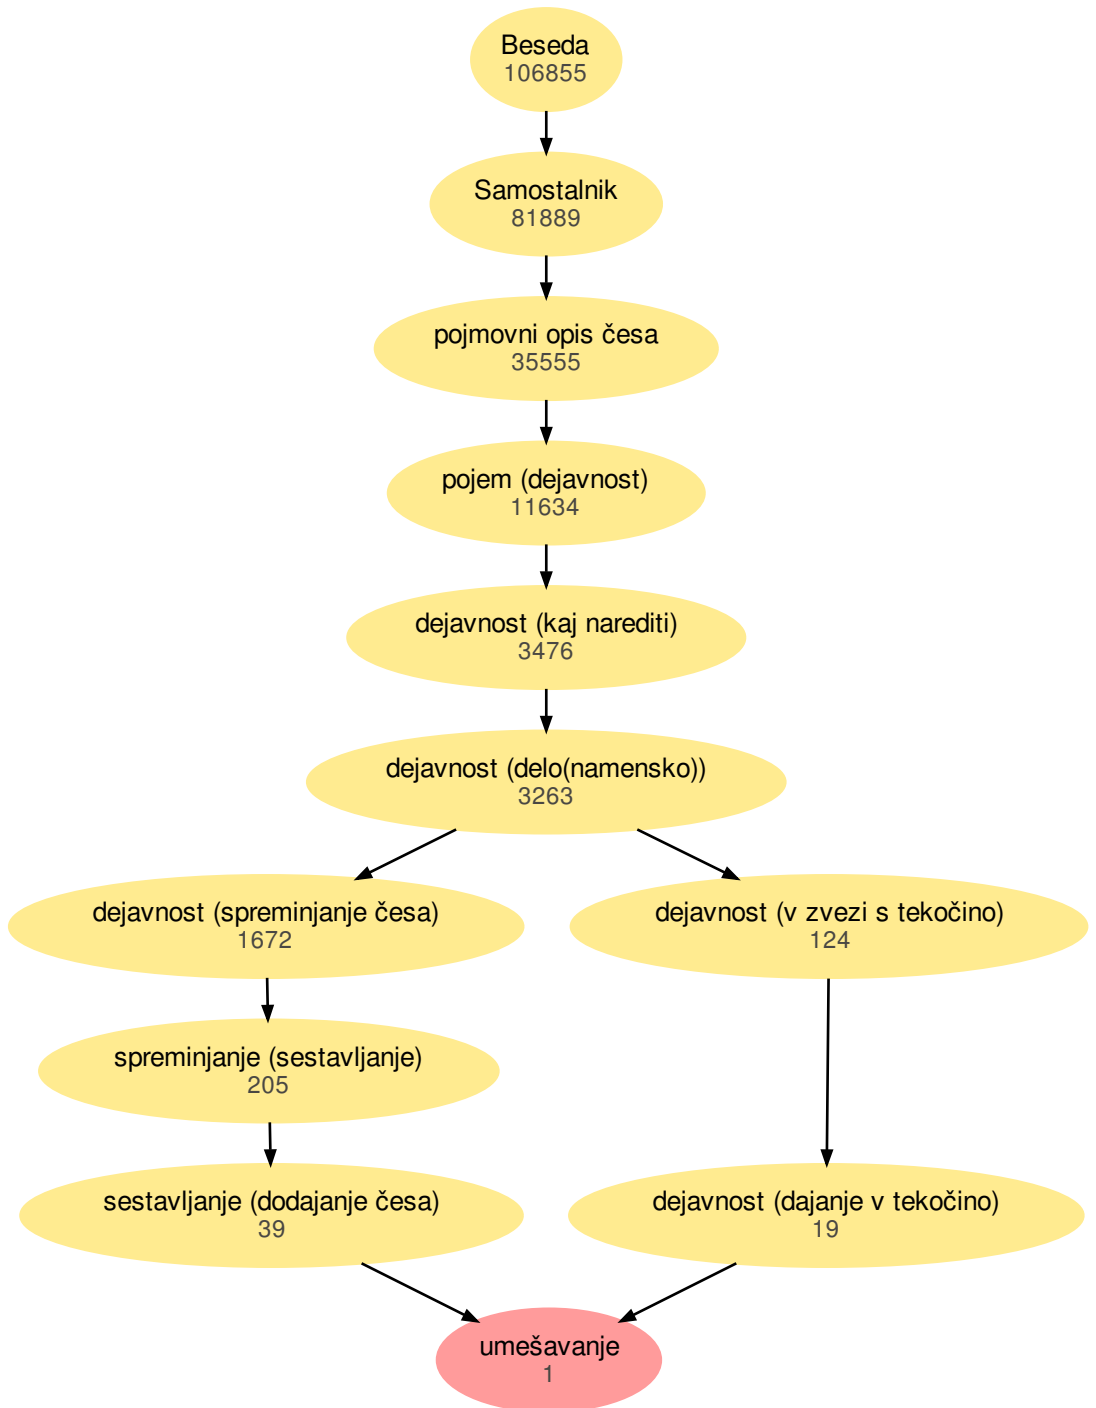 Beseda
106855
Samostalnik
81889
pojmovni opis česa
35555
pojem (dejavnost)
11634
dejavnost (kaj narediti)
3476
dejavnost (delo(namensko))
3263
dejavnost (spreminjanje česa)
1672
dejavnost (v zvezi s tekočino)
124
spreminjanje (sestavljanje)
205
sestavljanje (dodajanje česa)
39
dejavnost (dajanje v tekočino)
19
umešavanje
1